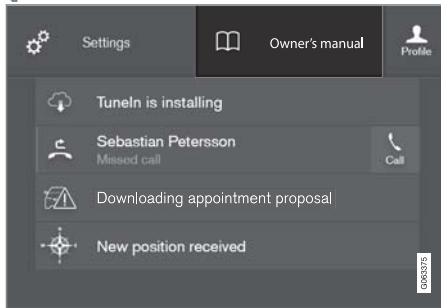 Settings
Owner's manual
Profile
TuneIn is installing
Sebastian Petersson
Missed call
Call
Downloading appointment proposal
New position received
G063375